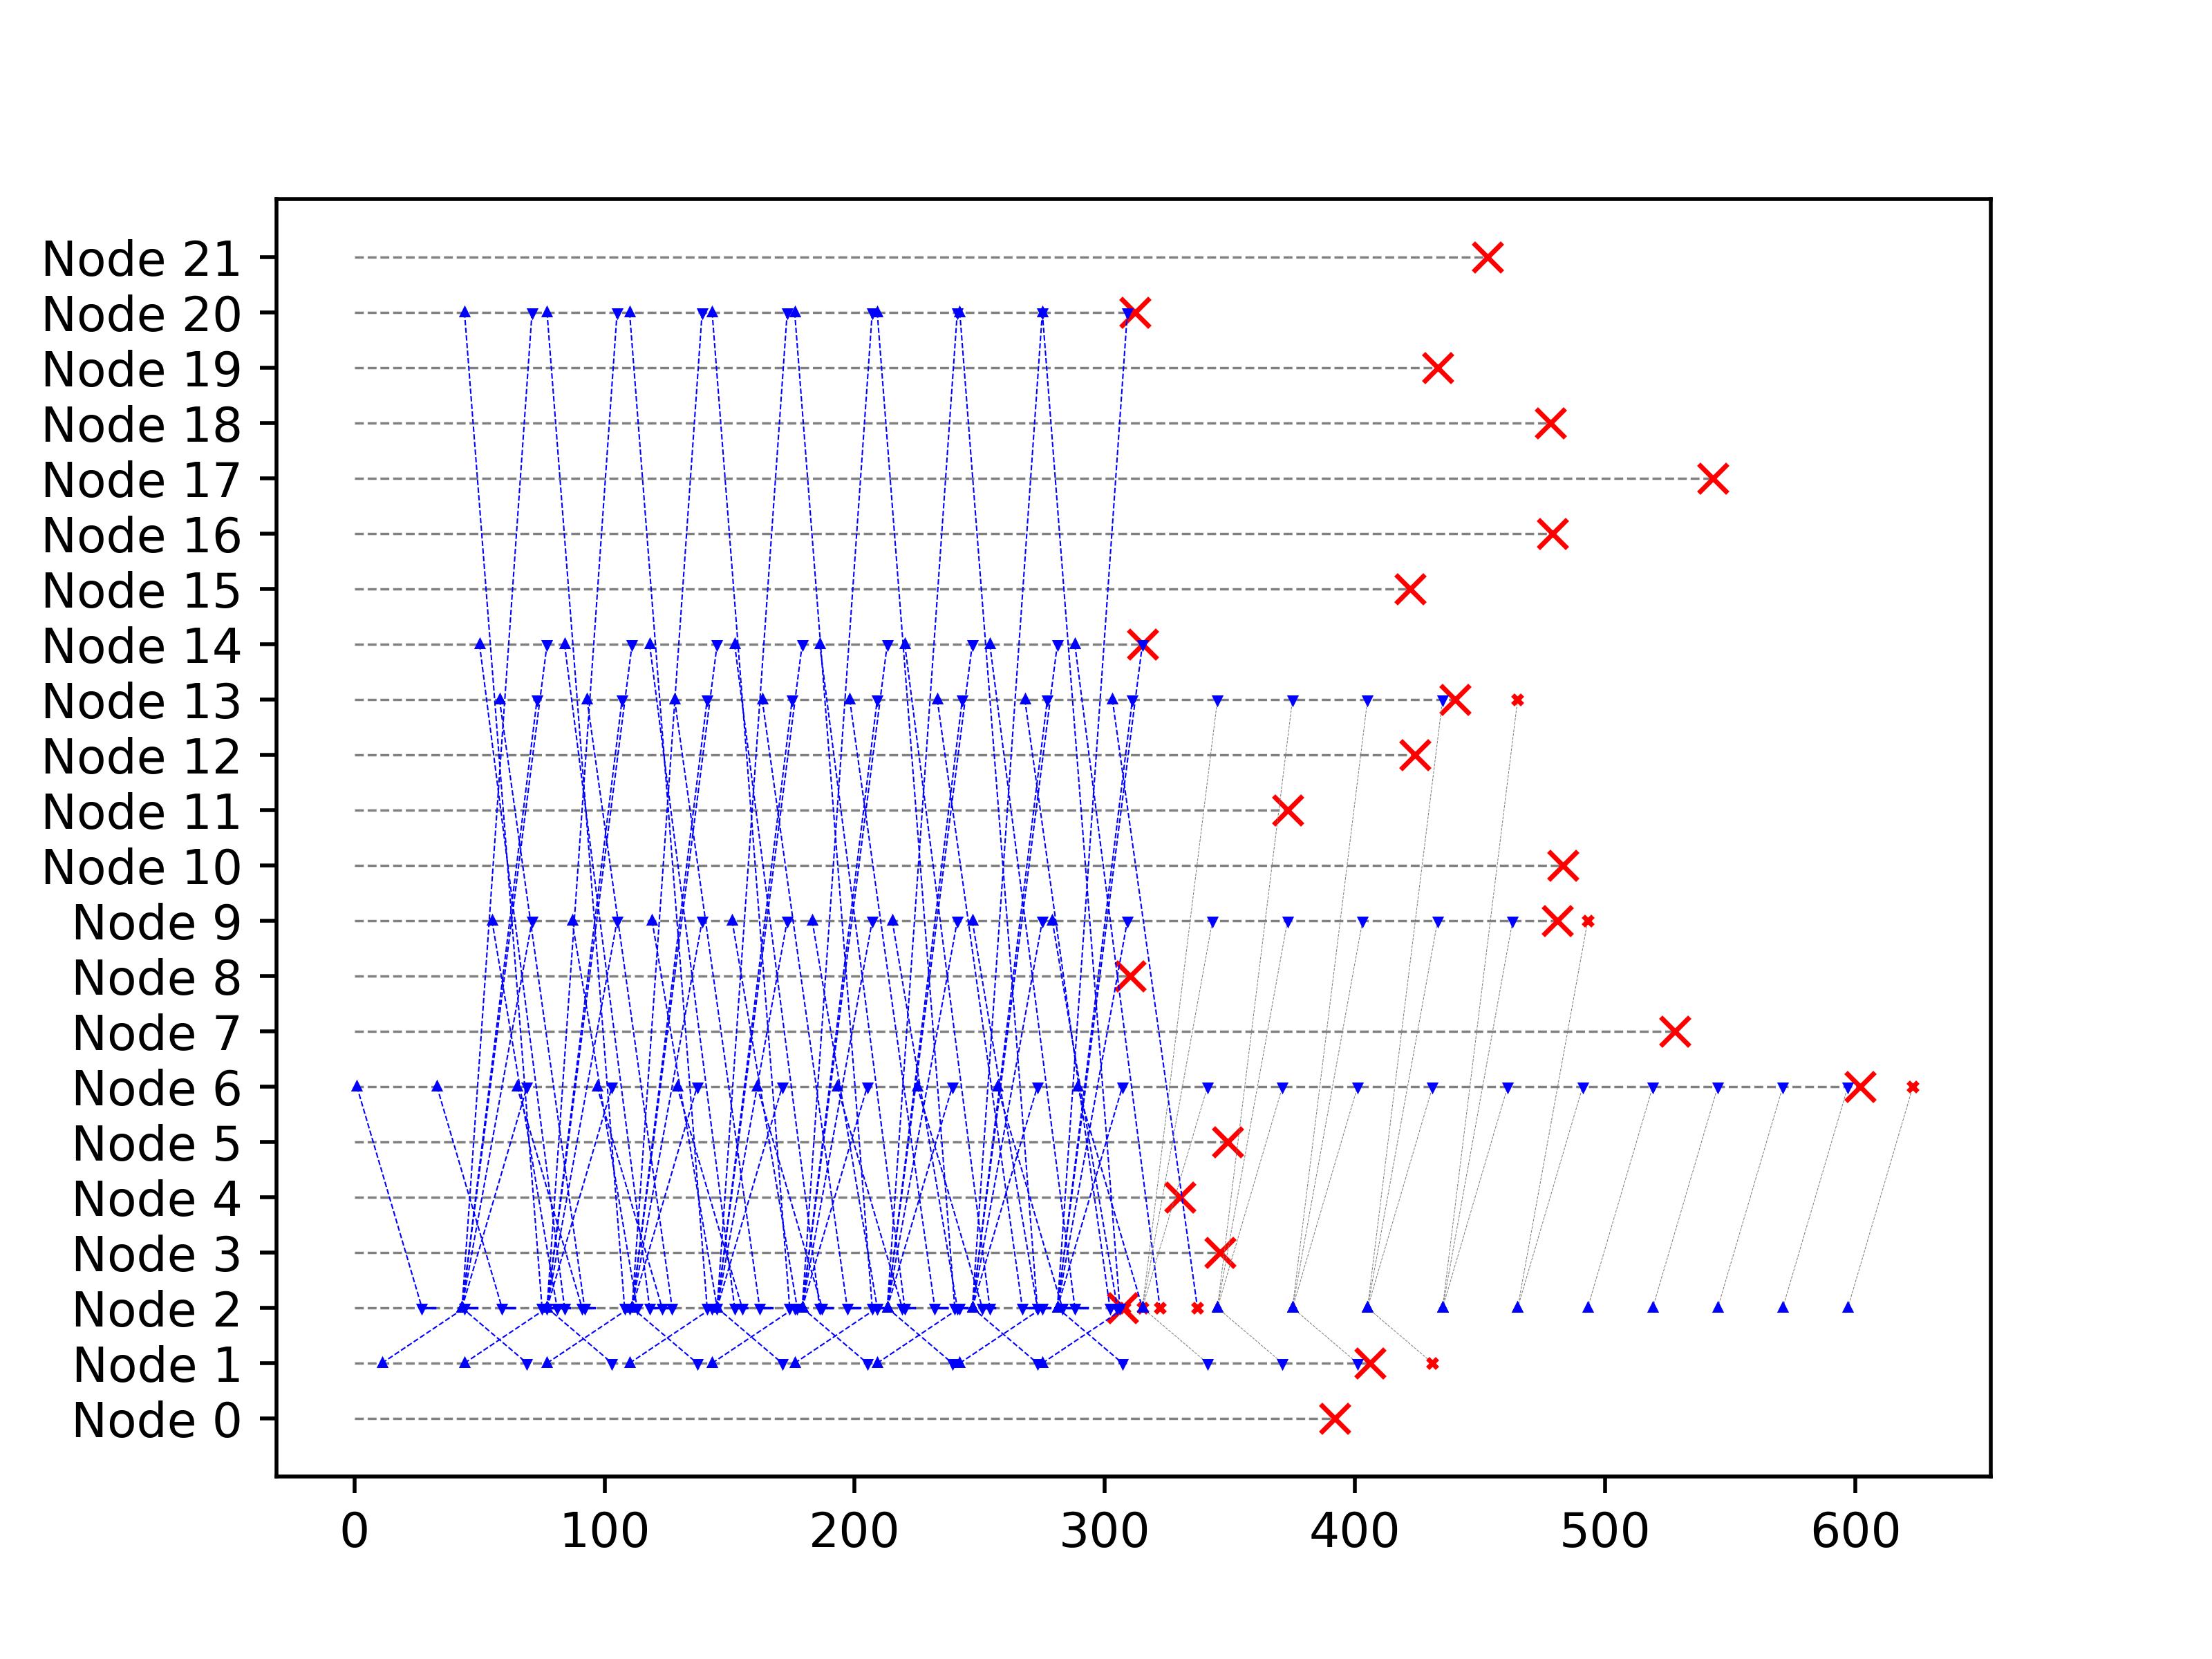 Node 21
Node 20
Node 19
Node 18
Node 17
Node 16
Node 15
Node 14
Node 13
Node 12
Node 11
Node 10
Node 9
Node 8
Node 7
Node 6
Node 5
Node 4
Node 3
Node 2
Node 1
Node 0
0 100 200 300 400 500 600